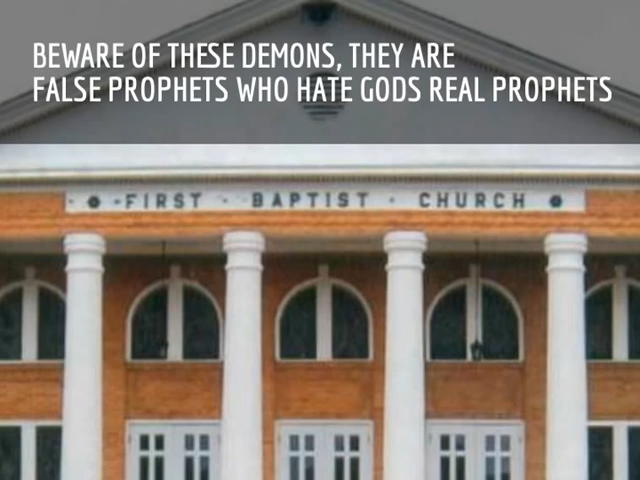 BEWARE OF THESE DEMONS, THEY ARE
FALSE PROPHETS WHO HATE GODS REAL PROPHETS
FIRST · BAPTIST · CHURCH